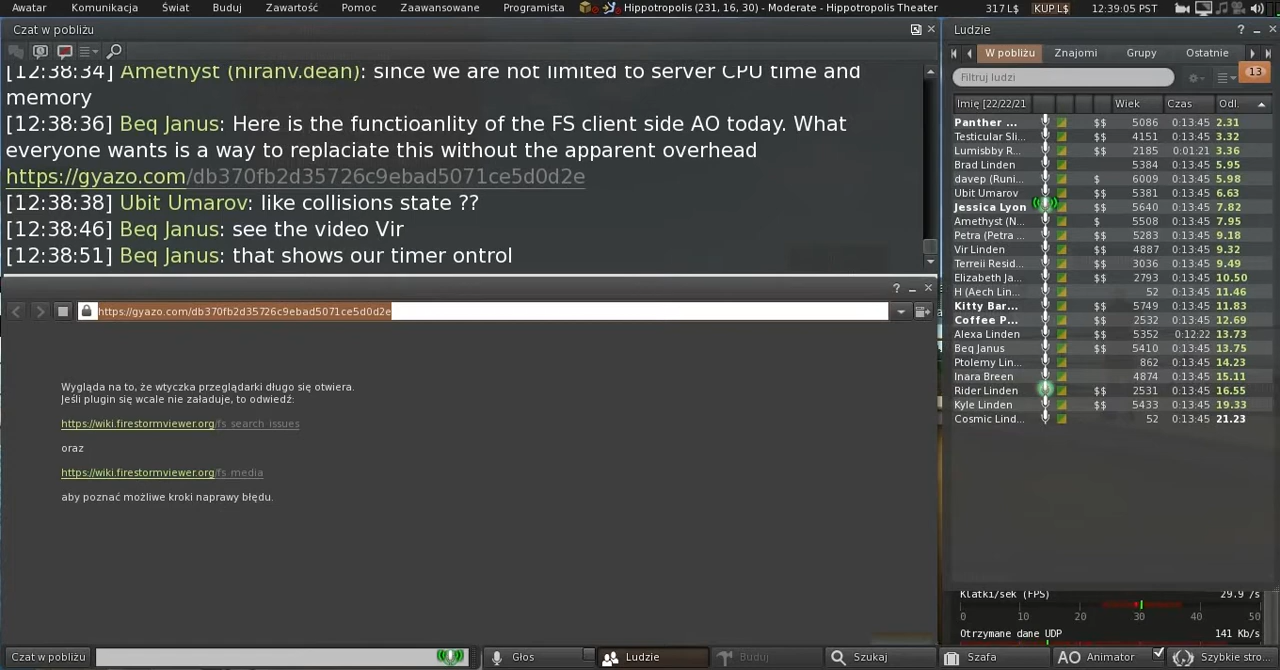 Awatar Komunikacja Świat Buduj Zawartość Pomoc Zaawansowane Programista Hippotropolis (231, 16, 30) - Moderate - Hippotropolis Theater 317 L$ KUP L$ 12:39:05 PST
Czat w pobliżu
[12:38:34] Amethyst (niranv.dean): since we are not limited to server CPU time and
memory
[12:38:36] Beq Janus: Here is the functioanlity of the FS client side AO today. What
everyone wants is a way to replaciate this without the apparent overhead
https://gyazo.com/db370fb2d35726c9ebad5071ce5d0d2e
[12:38:38] Ubit Umarov: like collisions state ??
[12:38:46] Beq Janus: see the video Vir
[12:38:51] Beq Janus: that shows our timer ontrol
https://gyazo.com/db370fb2d35726c9ebad5071ce5d0d2e
Wygląda na to, że wtyczka przeglądarki długo się otwiera.
Jeśli plugin się wcale nie załaduje, to odwiedź:
https://wiki.firestormviewer.org/fs_search_issues
oraz
https://wiki.firestormviewer.org/fs_media
aby poznać możliwe kroki naprawy błędu.
Ludzie
W pobliżu Znajomi Grupy Ostatnie
Filtruj ludzi
13
Imię [22/22/21 Wiek Czas Odl.
Panther ... $$ 5086 0:13:45 2.31
Testicular Sli... $$ 4151 0:13:45 3.32
Lumisbby R... $$ 2185 0:01:21 3.36
Brad Linden 5384 0:13:45 5.95
davep (Runi... $ 6009 0:13:45 5.98
Ubit Umarov $$ 5381 0:13:45 6.63
Jessica Lyon $$ 5640 0:13:45 7.82
Amethyst (N... $ 5508 0:13:45 7.95
Petra (Petra ... $$ 5283 0:13:45 9.18
Vir Linden $$ 4887 0:13:45 9.32
Terreii Resid... $$ 3036 0:13:45 9.49
Elizabeth Ja... $$ 2793 0:13:45 10.50
H (Aech Lin... 52 0:13:45 11.46
Kitty Bar... $$ 5749 0:13:45 11.83
Coffee P... $$ 2532 0:13:45 12.69
Alexa Linden $$ 5352 0:12:22 13.73
Beq Janus $$ 5410 0:13:45 13.75
Ptolemy Lin... 862 0:13:45 14.23
Inara Breen 4874 0:13:45 15.11
Rider Linden $$ 2531 0:13:45 16.55
Kyle Linden $$ 5433 0:13:45 19.33
Cosmic Lind... 52 0:13:45 21.23
Klatki/sek (FPS) 29.9 /s
0 10 20 30 40 50
Otrzymane dane UDP 141 Kb/s
Czat w pobliżu Głos Ludzie Buduj Szukaj Szafa AO Animator Szybkie stro...